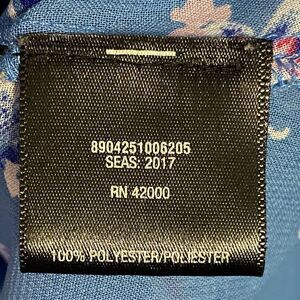 8904251006205
SEAS: 2017
RN 42000
100% POLYESTER/POLIESTER